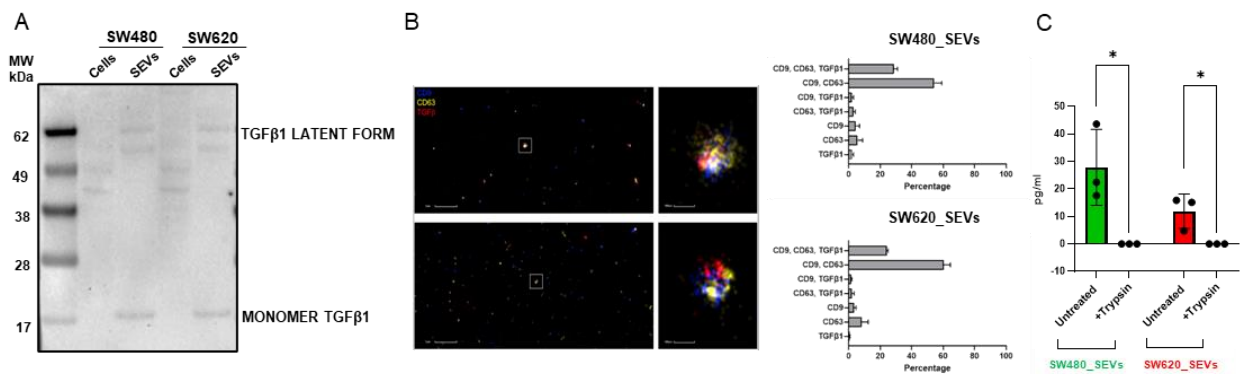 A
SW480 SW620
MW
kDa
Cells
SEVs
Cells
SEVs
62
49
38
28
17
TGFβ1 LATENT FORM
MONOMER TGFβ1
B
CD9
CD63
TGFβ
SW480_SEVs
CD9, CD63, TGFβ1
CD9, CD63
CD9, TGFβ1
CD63, TGFβ1
CD9
CD63
TGFβ1
0 20 40 60 80 100
Percentage
SW620_SEVs
CD9, CD63, TGFβ1
CD9, CD63
CD9, TGFβ1
CD63, TGFβ1
CD9
CD63
TGFβ1
0 20 40 60 80 100
Percentage
C
*
*
pg/ml
50
40
30
20
10
0
-10
Untreated
+Trypsin
Untreated
+Trypsin
SW480_SEVs
SW620_SEVs